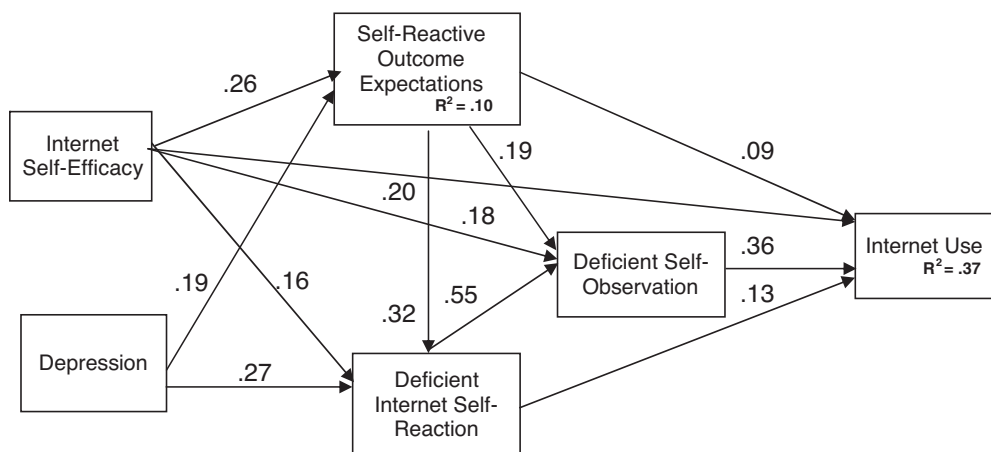 Self-Reactive
Outcome
Expectations
R² = .10
.26
Internet
Self-Efficacy
.19
.09
.20
.18
Internet Use
R² = .37
Deficient Self-
Observation
.36
.19
.16
.55
.13
.32
Depression
.27
Deficient
Internet Self-
Reaction